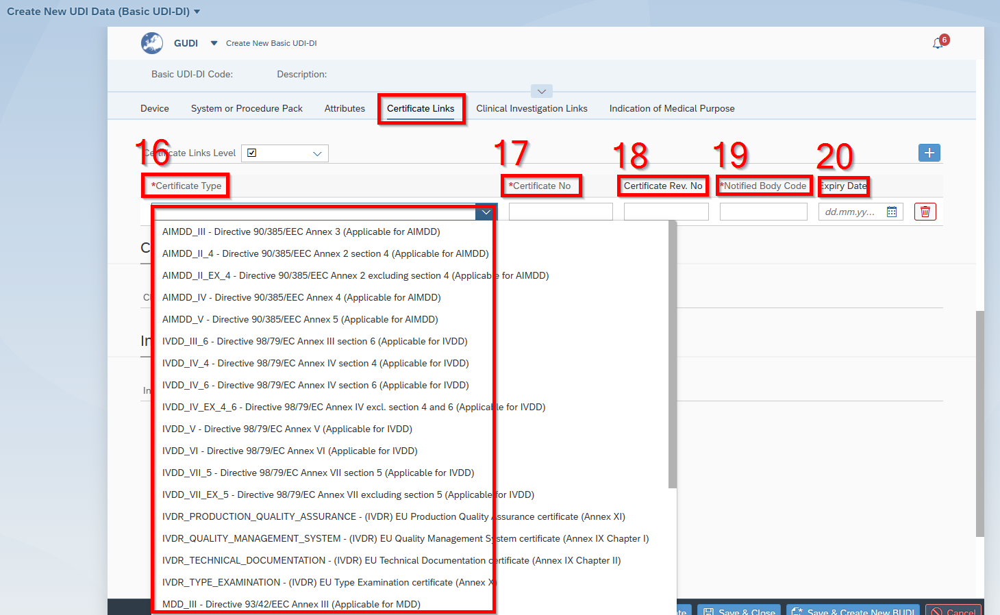 Create New UDI Data (Basic UDI-DI)
GUDI Create New Basic UDI-DI
6
Basic UDI-DI Code: Description:
Device System or Procedure Pack Attributes Certificate Links Clinical Investigation Links Indication of Medical Purpose
16 17 18 19 20
Certificate Links Level
*Certificate Type *Certificate No Certificate Rev. No *Notified Body Code Expiry Date
dd.mm.yy...
AIMDD_III - Directive 90/385/EEC Annex 3 (Applicable for AIMDD)
AIMDD_II_4 - Directive 90/385/EEC Annex 2 section 4 (Applicable for AIMDD)
AIMDD_II_EX_4 - Directive 90/385/EEC Annex 2 excluding section 4 (Applicable for AIMDD)
AIMDD_IV - Directive 90/385/EEC Annex 4 (Applicable for AIMDD)
AIMDD_V - Directive 90/385/EEC Annex 5 (Applicable for AIMDD)
IVDD_III_6 - Directive 98/79/EC Annex III section 6 (Applicable for IVDD)
IVDD_IV_4 - Directive 98/79/EC Annex IV section 4 (Applicable for IVDD)
IVDD_IV_6 - Directive 98/79/EC Annex IV section 6 (Applicable for IVDD)
IVDD_IV_EX_4_6 - Directive 98/79/EC Annex IV excl. section 4 and 6 (Applicable for IVDD)
IVDD_V - Directive 98/79/EC Annex V (Applicable for IVDD)
IVDD_VI - Directive 98/79/EC Annex VI (Applicable for IVDD)
IVDD_VII_5 - Directive 98/79/EC Annex VII section 5 (Applicable for IVDD)
IVDD_VII_EX_5 - Directive 98/79/EC Annex VII excluding section 5 (Applicable for IVDD)
IVDR_PRODUCTION_QUALITY_ASSURANCE - (IVDR) EU Production Quality Assurance certificate (Annex XI)
IVDR_QUALITY_MANAGEMENT_SYSTEM - (IVDR) EU Quality Management System certificate (Annex IX Chapter I)
IVDR_TECHNICAL_DOCUMENTATION - (IVDR) EU Technical Documentation certificate (Annex IX Chapter II)
IVDR_TYPE_EXAMINATION - (IVDR) EU Type Examination certificate (Annex X)
MDD_III - Directive 93/42/EEC Annex III (Applicable for MDD)
Save & Close Save & Create New BUDI Cancel